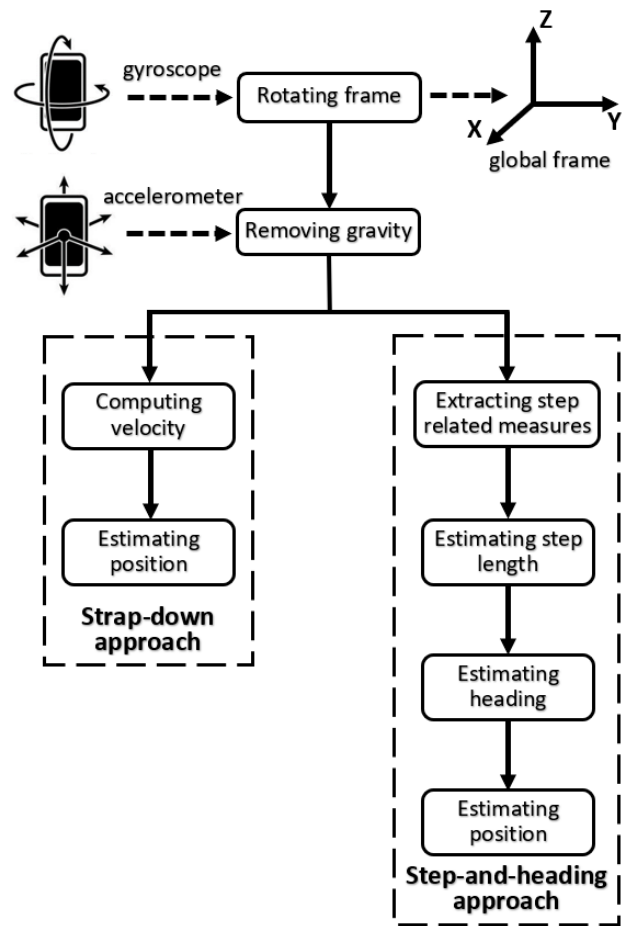 Z
gyroscope
Rotating frame
X
Y
global frame
accelerometer
Removing gravity
Computing
velocity
Estimating
position
Strap-down
approach
Extracting step
related measures
Estimating step
length
Estimating
heading
Estimating
position
Step-and-heading
approach